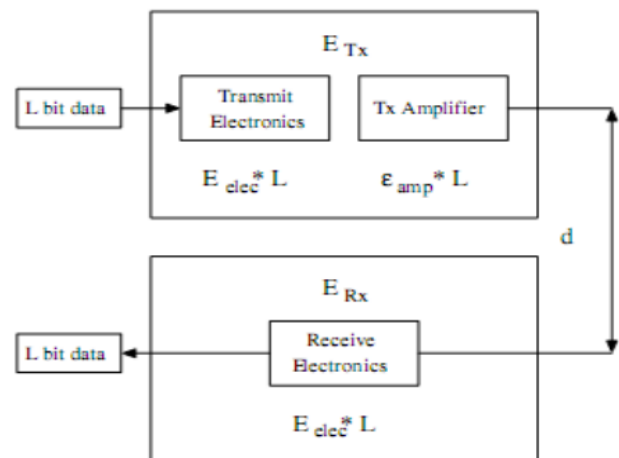 E Tx
L bit data
Transmit
Electronics
Tx Amplifier
E elec* L
ε amp* L
d
E Rx
L bit data
Receive
Electronics
E elec* L